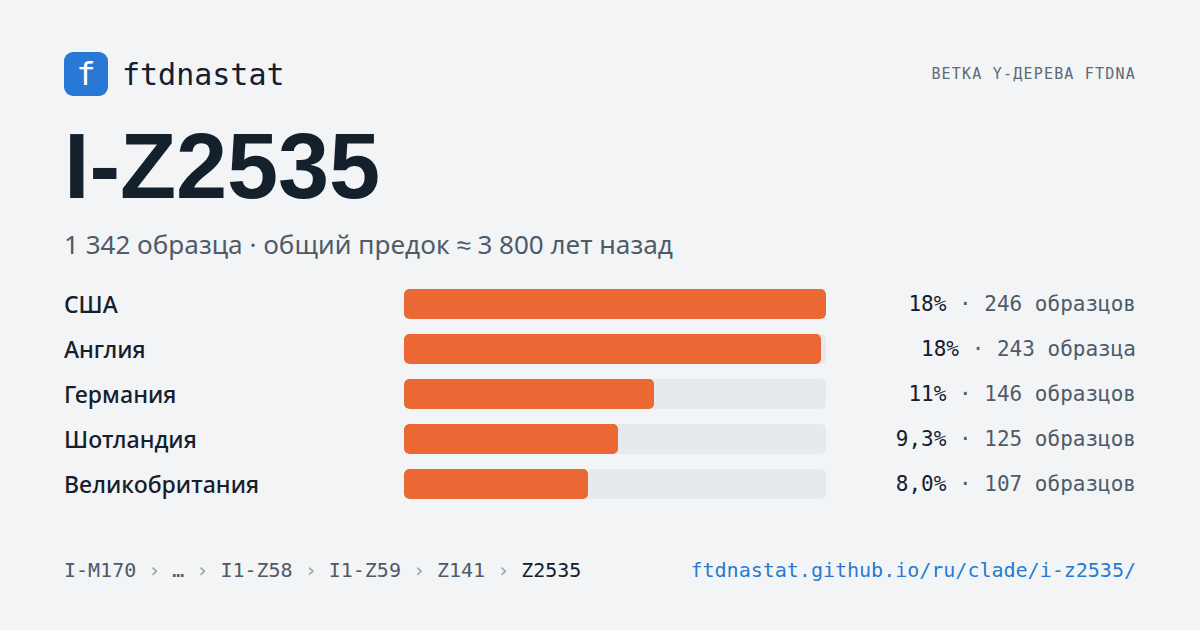 f ftdnastat
ВЕТКА Y-ДЕРЕВА FTDNA
I-Z2535
1 342 образца · общий предок ≈ 3 800 лет назад
США 18% · 246 образцов
Англия 18% · 243 образца
Германия 11% · 146 образцов
Шотландия 9,3% · 125 образцов
Великобритания 8,0% · 107 образцов
I-M170 › … › I1-Z58 › I1-Z59 › Z141 › Z2535
ftdnastat.github.io/ru/clade/i-z2535/